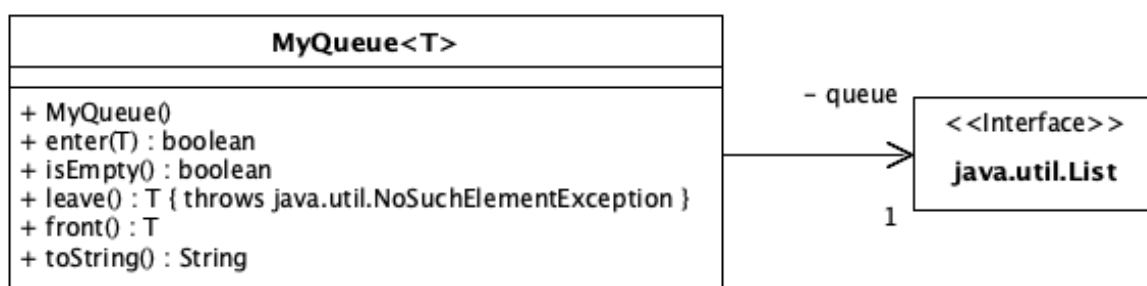 MyQueue<T>
+ MyQueue()
+ enter(T) : boolean
+ isEmpty() : boolean
+ leave() : T { throws java.util.NoSuchElementException }
+ front() : T
+ toString() : String
- queue
1
<<Interface>>
java.util.List